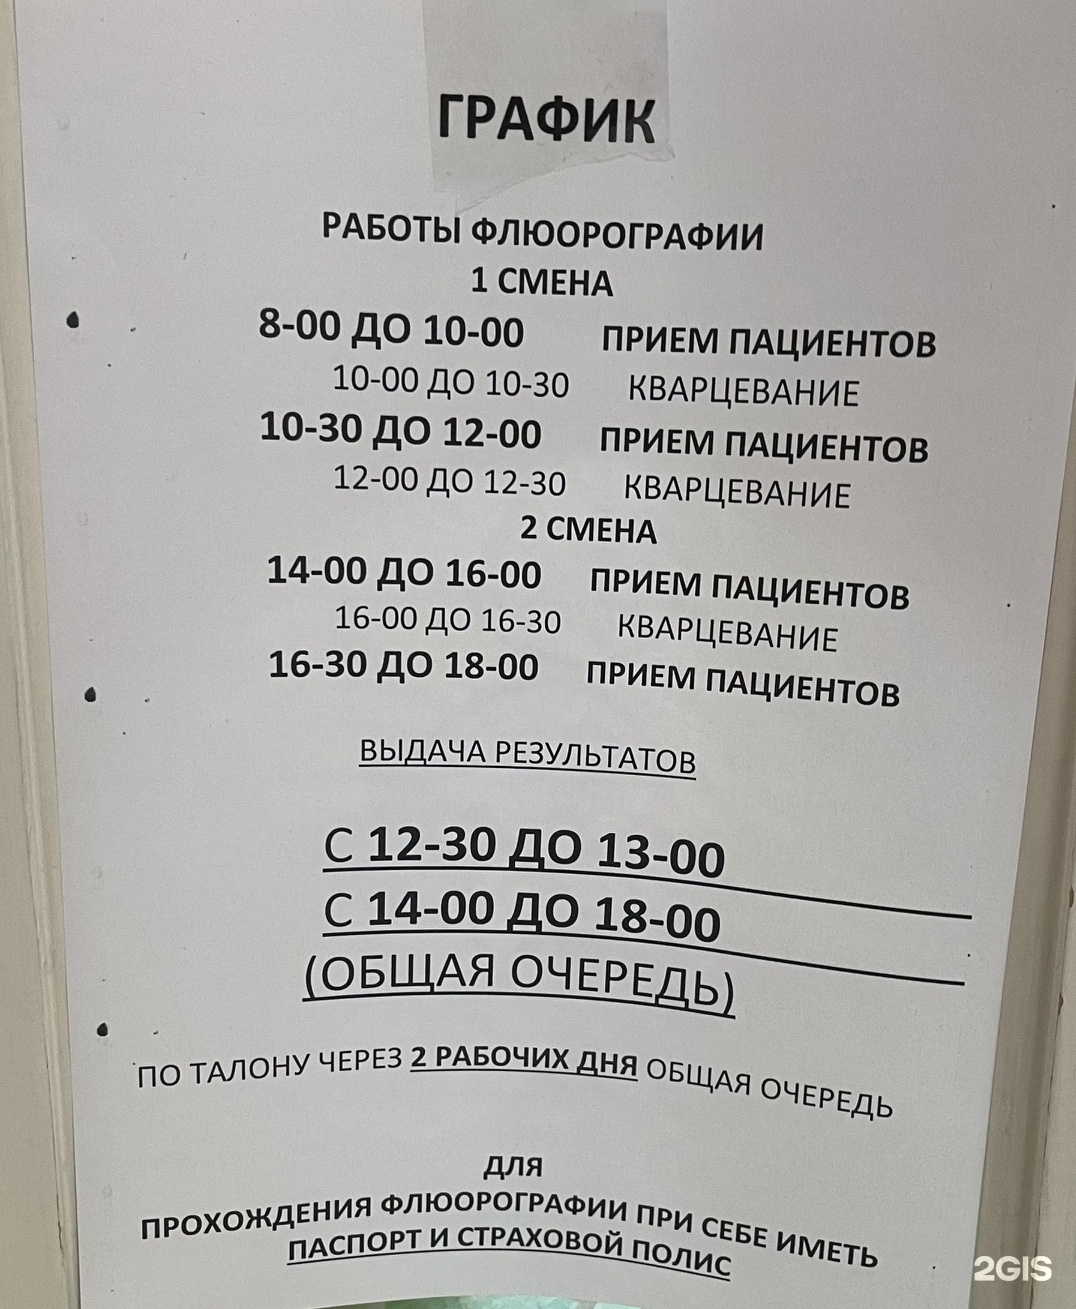 ГРАФИК
РАБОТЫ ФЛЮОРОГРАФИИ
1 СМЕНА
8-00 ДО 10-00 ПРИЕМ ПАЦИЕНТОВ
10-00 ДО 10-30 КВАРЦЕВАНИЕ
10-30 ДО 12-00 ПРИЕМ ПАЦИЕНТОВ
12-00 ДО 12-30 КВАРЦЕВАНИЕ
2 СМЕНА
14-00 ДО 16-00 ПРИЕМ ПАЦИЕНТОВ
16-00 ДО 16-30 КВАРЦЕВАНИЕ
16-30 ДО 18-00 ПРИЕМ ПАЦИЕНТОВ
ВЫДАЧА РЕЗУЛЬТАТОВ
С 12-30 ДО 13-00
С 14-00 ДО 18-00
(ОБЩАЯ ОЧЕРЕДЬ)
ПО ТАЛОНУ ЧЕРЕЗ 2 РАБОЧИХ ДНЯ ОБЩАЯ ОЧЕРЕДЬ
ДЛЯ
ПРОХОЖДЕНИЯ ФЛЮОРОГРАФИИ ПРИ СЕБЕ ИМЕТЬ
ПАСПОРТ И СТРАХОВОЙ ПОЛИС
2GIS